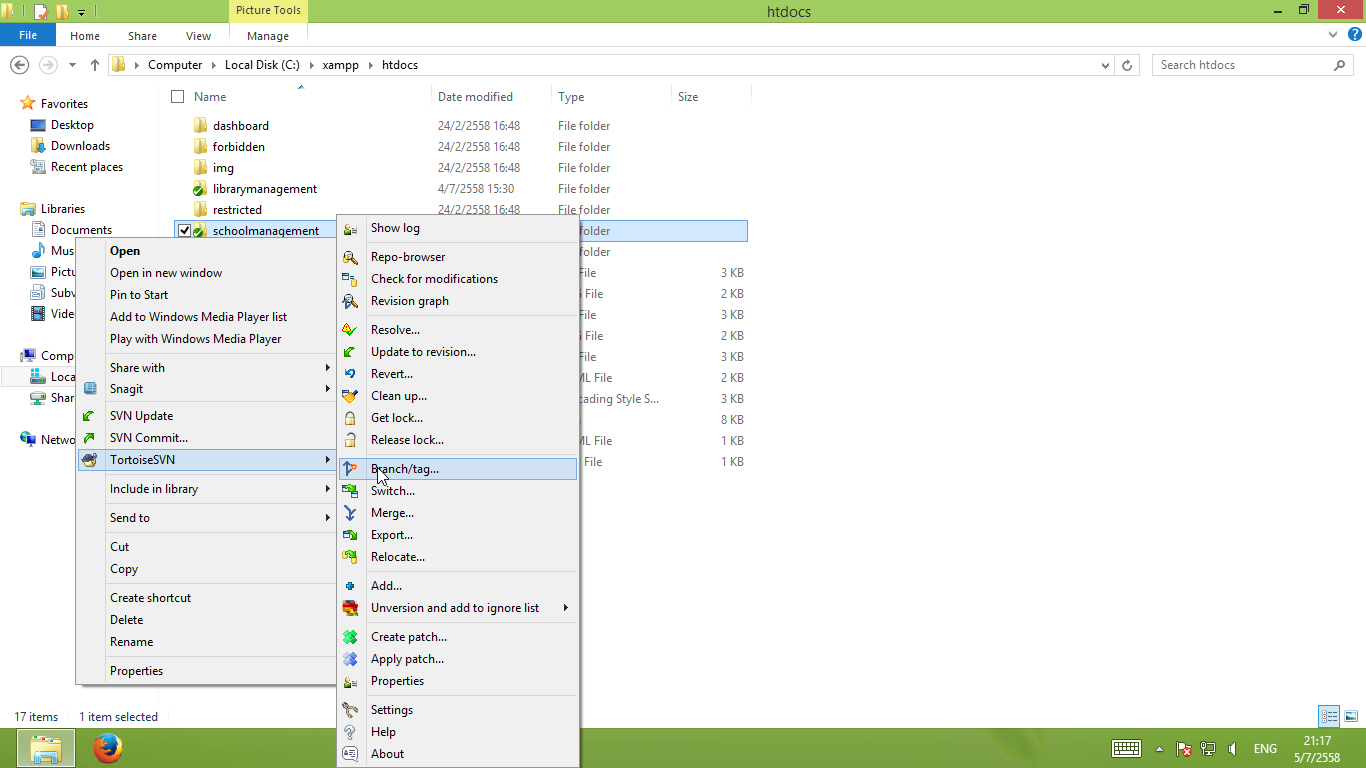 Picture Tools
htdocs
File Home Share View Manage
Computer Local Disk (C:) xampp htdocs
Search htdocs
Favorites
Desktop
Downloads
Recent places
Libraries
Documents
Mus
Pictu
Subv
Vide
Comp
Loca
Shar
Netwo
Name Date modified Type Size
dashboard 24/2/2558 16:48 File folder
forbidden 24/2/2558 16:48 File folder
img 24/2/2558 16:48 File folder
librarymanagement 4/7/2558 15:30 File folder
restricted 24/2/2558 16:48 File folder
schoolmanagement folder
folder
File 3 KB
File 2 KB
File 3 KB
File 2 KB
File 3 KB
ML File 2 KB
cading Style S... 3 KB
8 KB
ML File 1 KB
File 1 KB
Open
Open in new window
Pin to Start
Add to Windows Media Player list
Play with Windows Media Player
Share with
Snagit
SVN Update
SVN Commit...
TortoiseSVN
Include in library
Send to
Cut
Copy
Create shortcut
Delete
Rename
Properties
Show log
Repo-browser
Check for modifications
Revision graph
Resolve...
Update to revision...
Revert...
Clean up...
Get lock...
Release lock...
Branch/tag...
Switch...
Merge...
Export...
Relocate...
Add...
Unversion and add to ignore list
Create patch...
Apply patch...
Properties
Settings
Help
About
17 items 1 item selected
ENG
21:17
5/7/2558